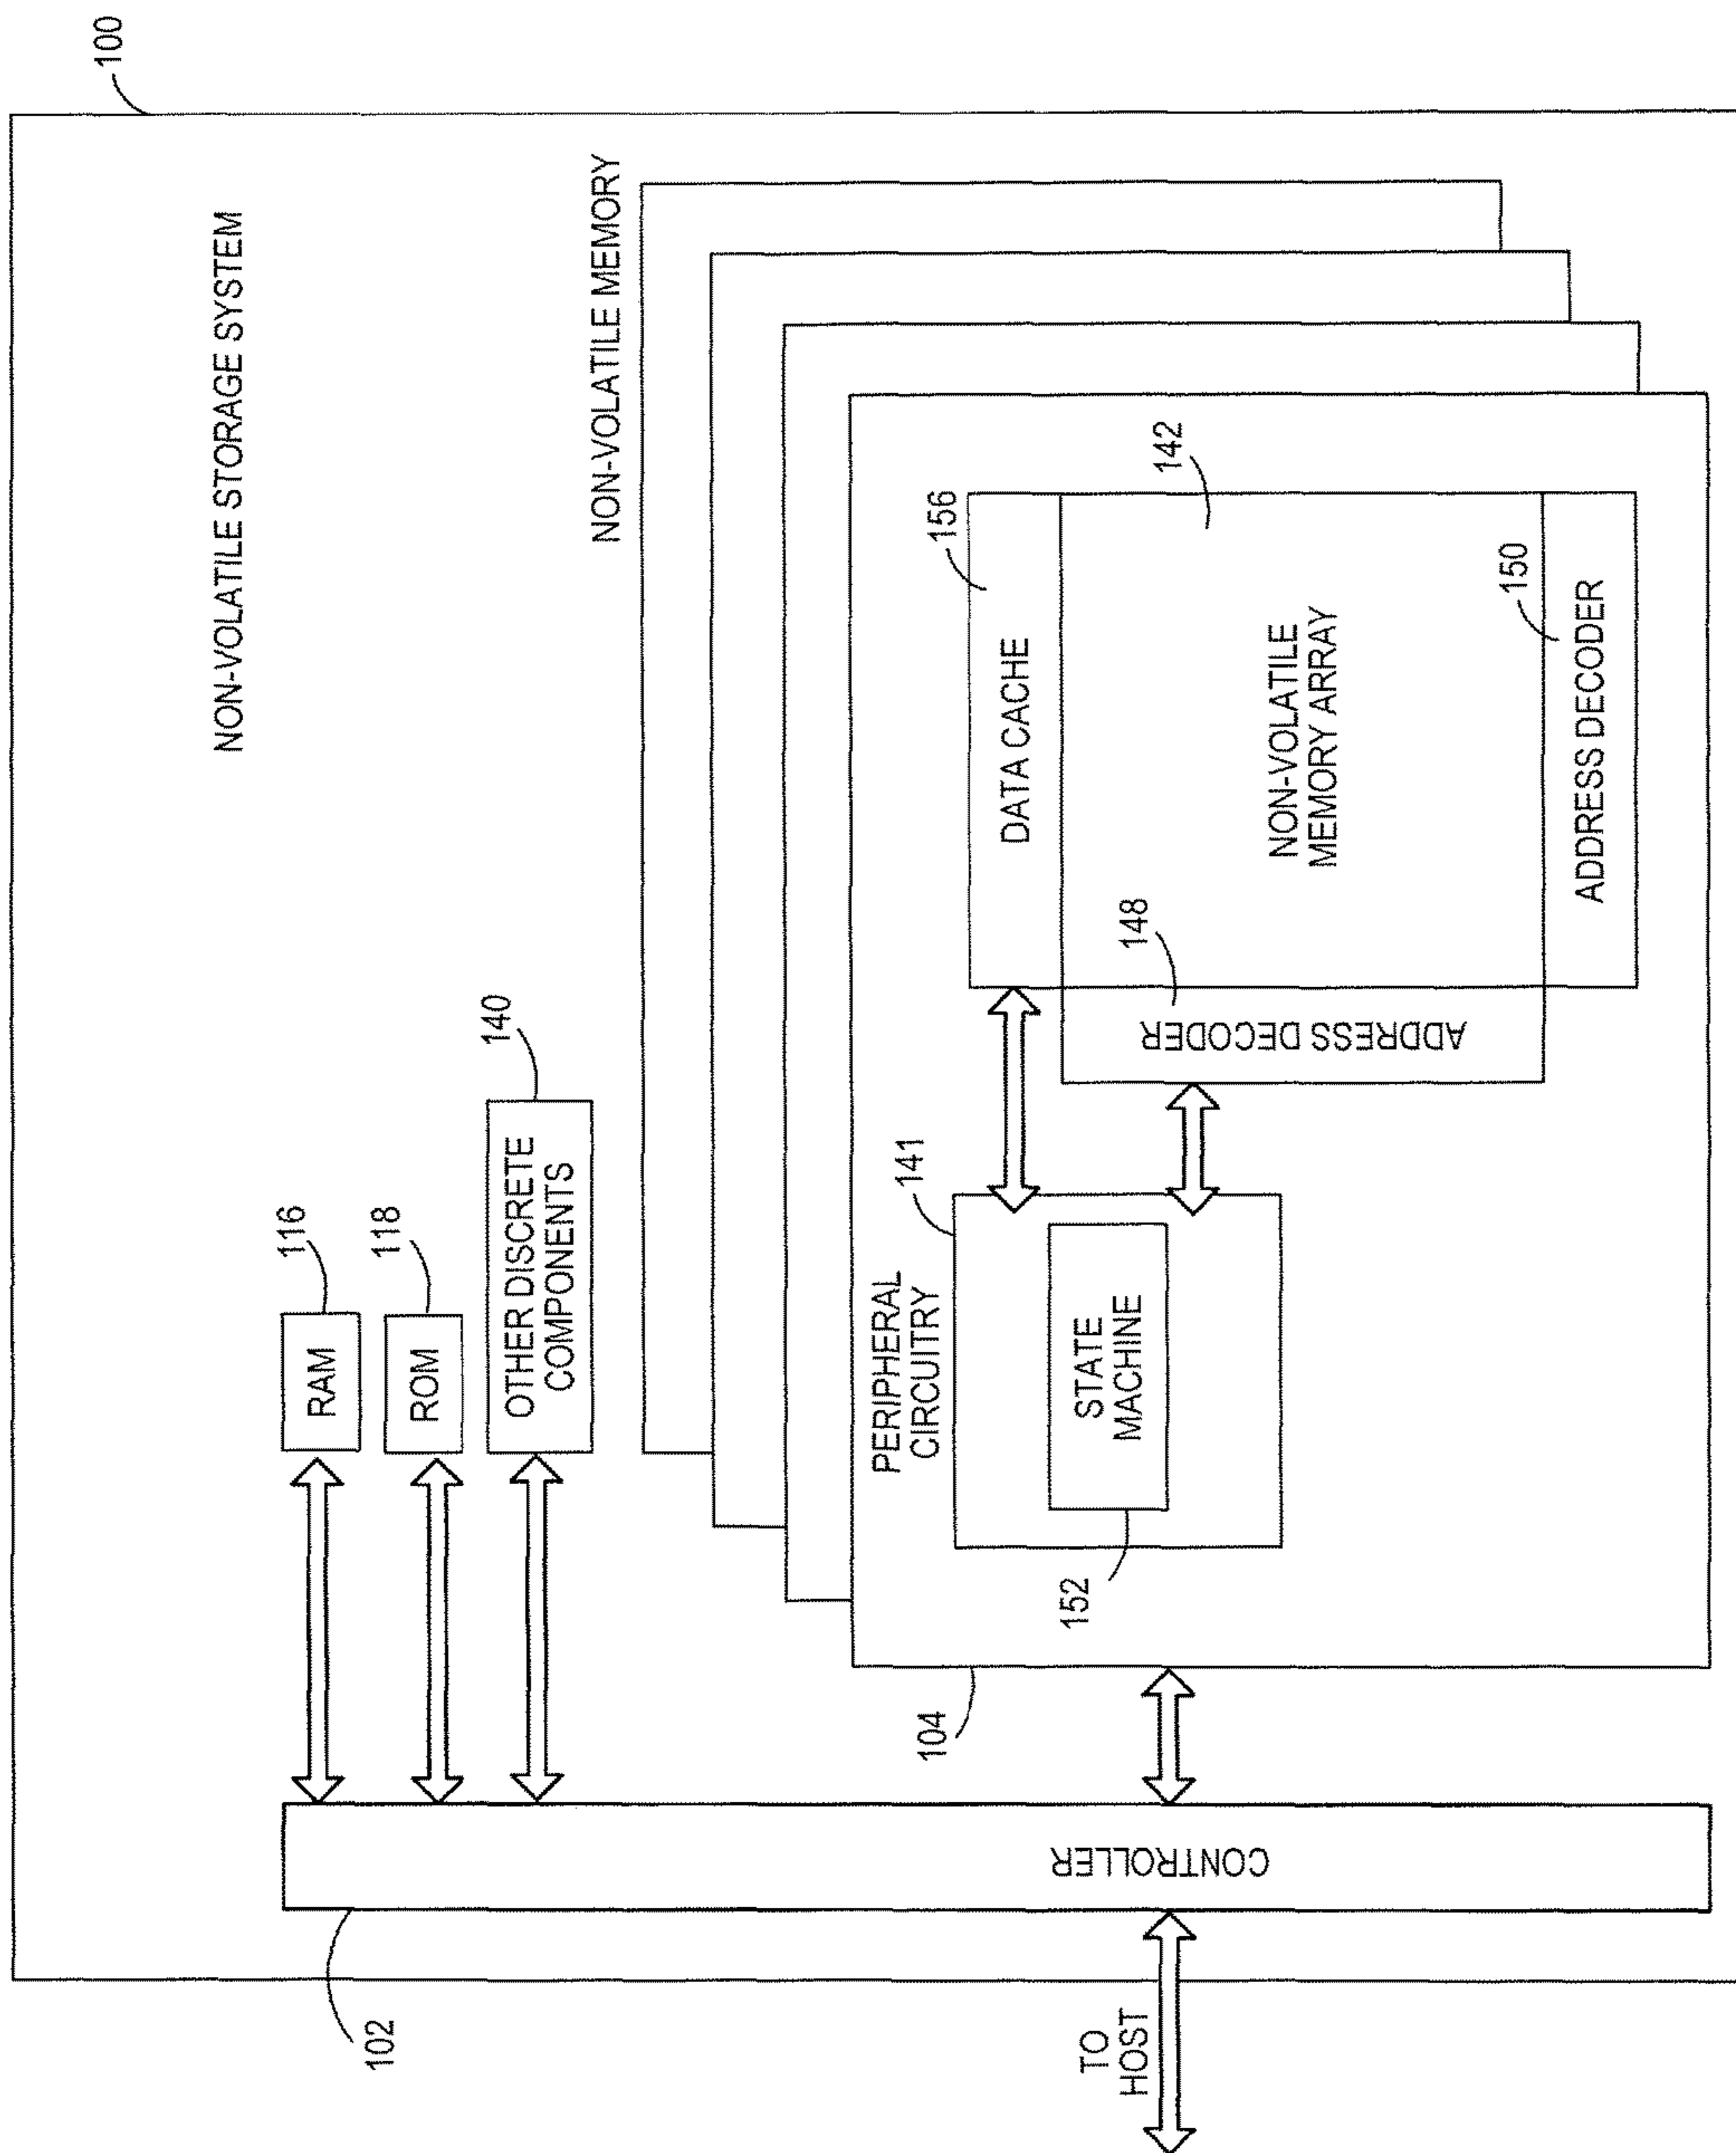 100
NON-VOLATILE STORAGE SYSTEM
116
RAM
118
ROM
140
OTHER DISCRETE
COMPONENTS
NON-VOLATILE MEMORY
102
CONTROLLER
TO
HOST
104
PERIPHERAL
CIRCUITRY
141
STATE
MACHINE
152
156
DATA CACHE
148
ADDRESS DECODER
142
NON-VOLATILE
MEMORY ARRAY
150
ADDRESS DECODER